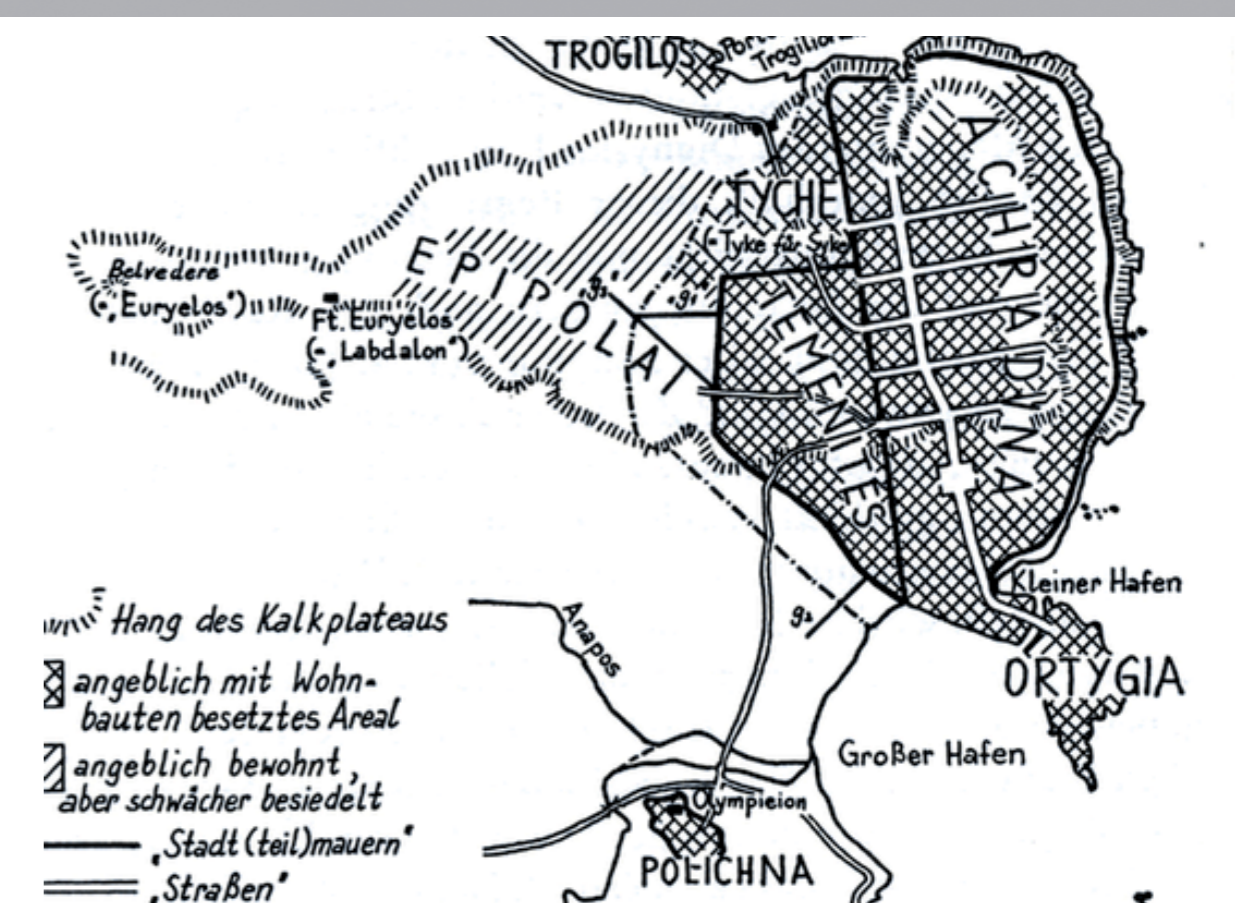 TROGILOS
Porto
ACHRADINA
TYCHE
(= Tyke für Syke)
EPIPOLAI
Belvedere
(= „Euryelos“)
Ft. Euryelos
(= „Labdalon“)
„g3“
„g1“
TEMENITES
Kleiner Hafen
g2
Anapos
ORTYGIA
Großer Hafen
Olympieion
POLICHNA
Hang des Kalkplateaus
angeblich mit Wohn-
bauten besetztes Areal
angeblich bewohnt,
aber schwächer besiedelt
„Stadt(teil)mauern“
„Straßen“